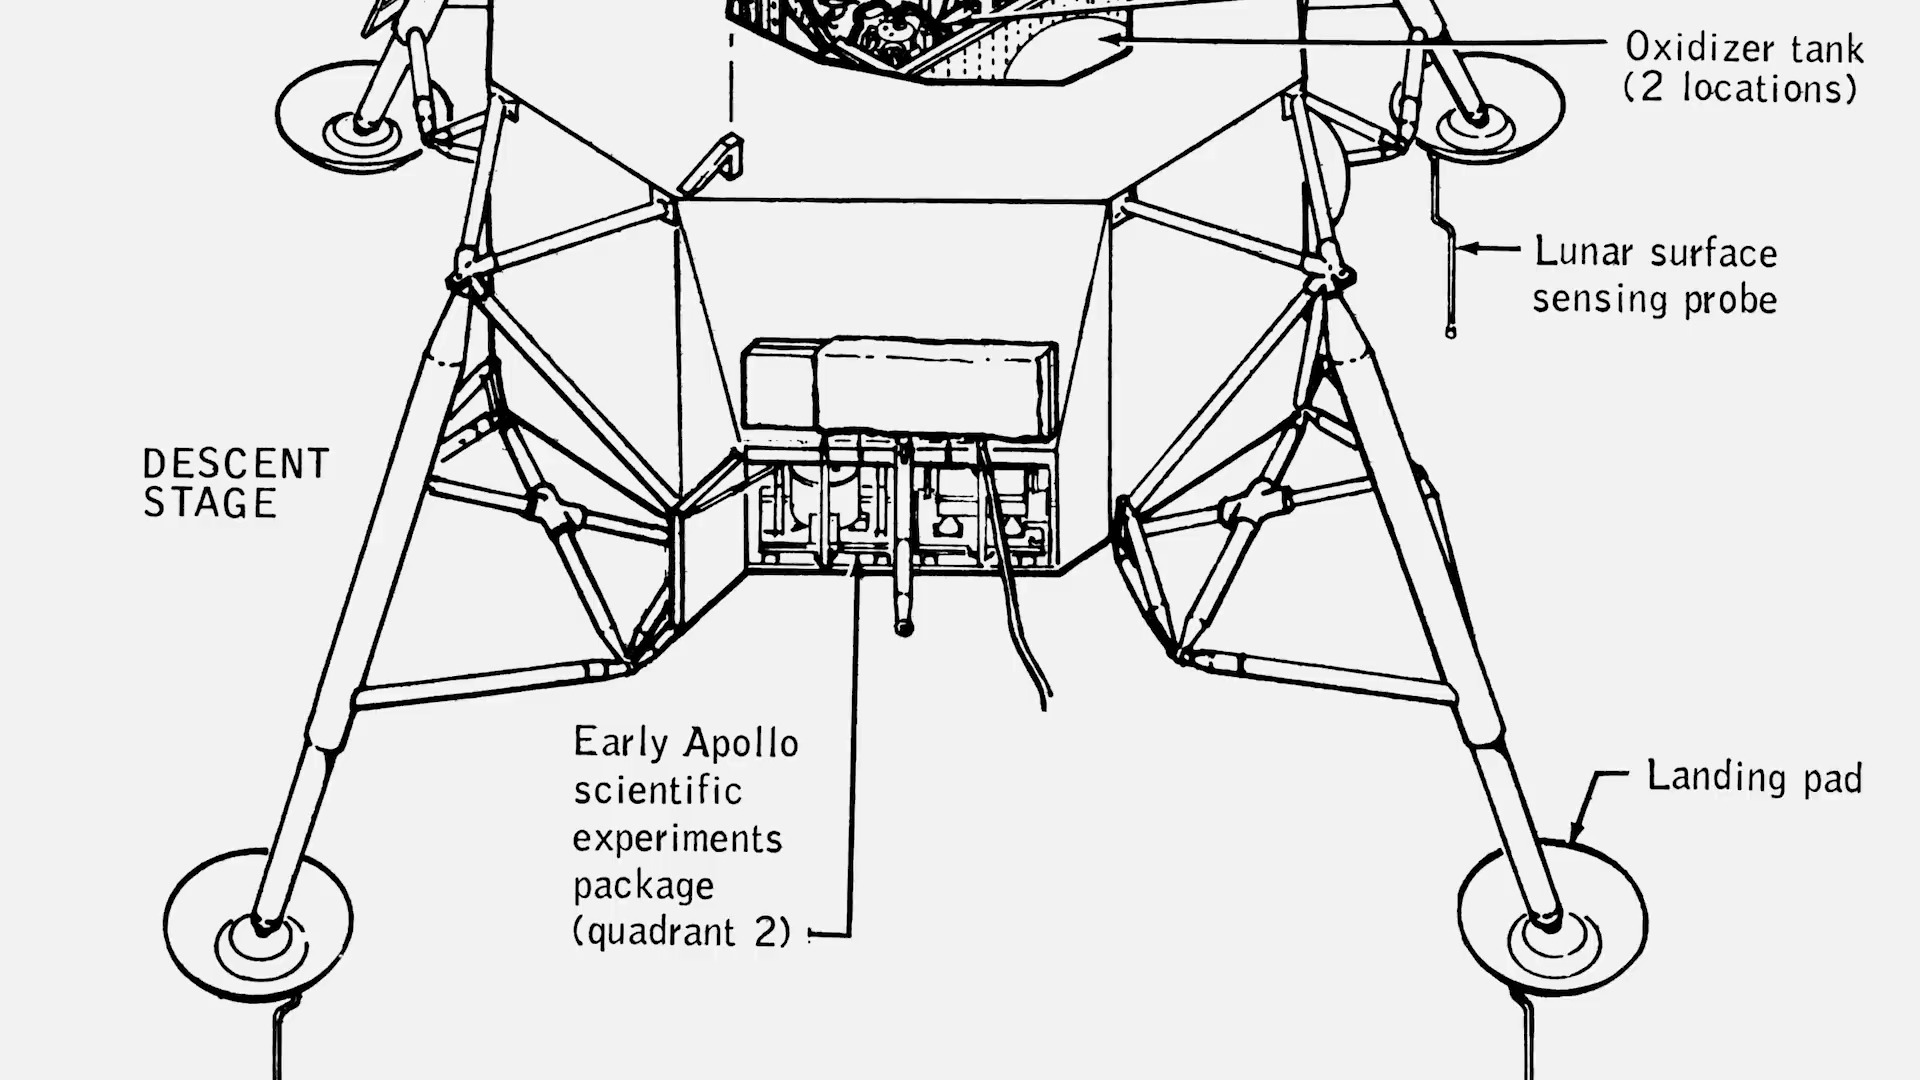 Oxidizer tank
(2 locations)
Lunar surface
sensing probe
DESCENT
STAGE
Early Apollo
scientific
experiments
package
(quadrant 2)
Landing pad